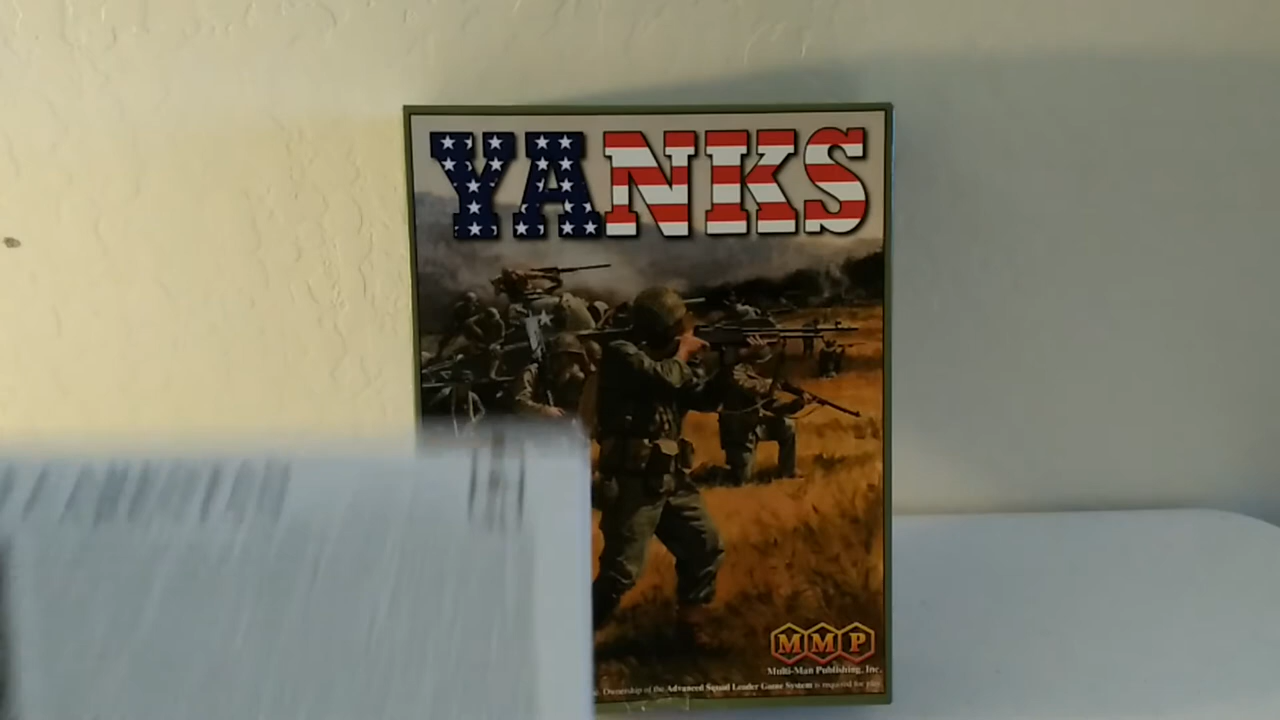 YANKS
MMP
Multi-Man Publishing, Inc.
Ownership of the Advanced Squad Leader Game System is required for play.